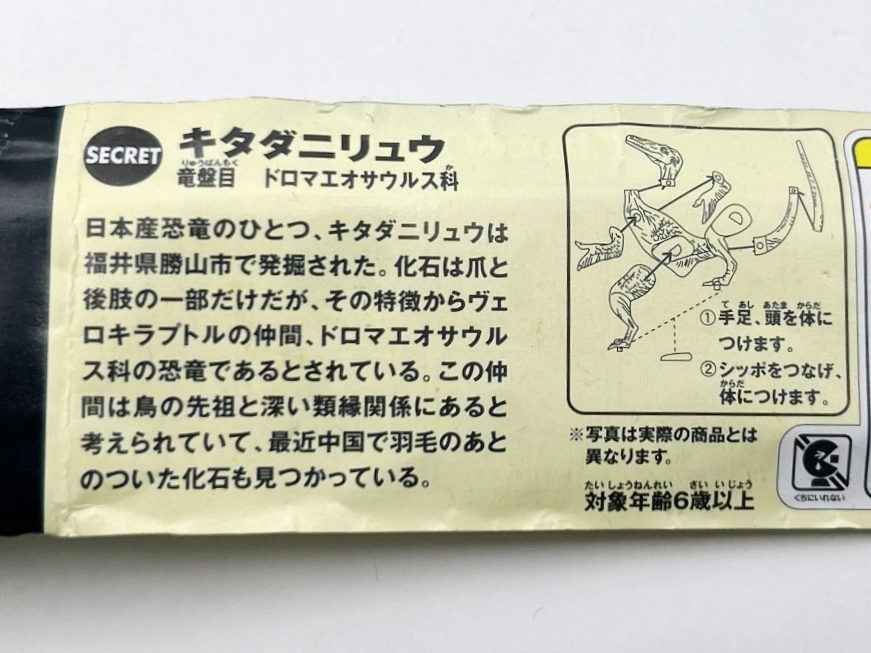 SECRET
キタダニリュウ
りゅうばんもく か
竜盤目 ドロマエオサウルス科
日本産恐竜のひとつ、キタダニリュウは
福井県勝山市で発掘された。化石は爪と
後肢の一部だけだが、その特徴からヴェ
ロキラプトルの仲間、ドロマエオサウル
ス科の恐竜であるとされている。この仲
間は鳥の先祖と深い類縁関係にあると
考えられていて、最近中国で羽毛のあと
のついた化石も見つかっている。
て あし あたま からだ
①手足、頭を体に
つけます。
②シッポをつなげ、
からだ
体につけます。
※写真は実際の商品とは
異なります。
たいしょうねんれい さい いじょう
対象年齢6歳以上
くちにいれない